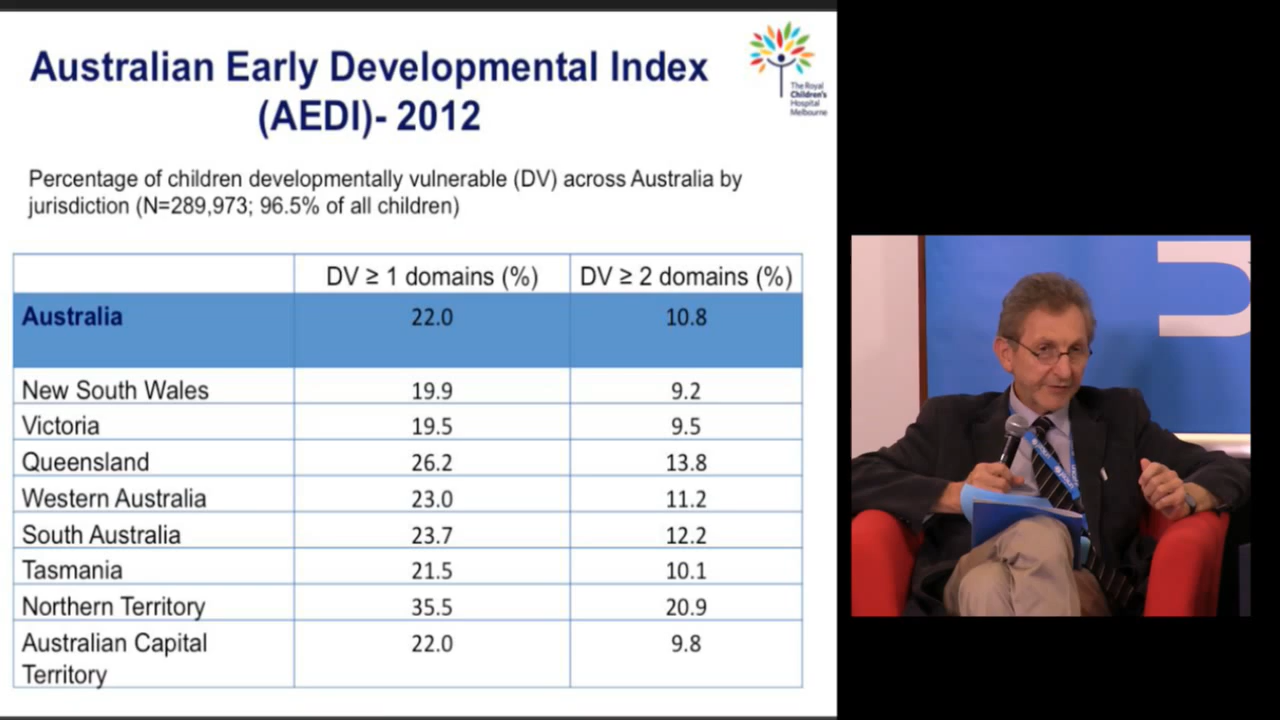 Australian Early Developmental Index
(AEDI)- 2012
The Royal
Children's
Hospital
Melbourne
Percentage of children developmentally vulnerable (DV) across Australia by
jurisdiction (N=289,973; 96.5% of all children)
DV ≥ 1 domains (%) DV ≥ 2 domains (%)
Australia 22.0 10.8
New South Wales 19.9 9.2
Victoria 19.5 9.5
Queensland 26.2 13.8
Western Australia 23.0 11.2
South Australia 23.7 12.2
Tasmania 21.5 10.1
Northern Territory 35.5 20.9
Australian Capital 22.0 9.8
Territory